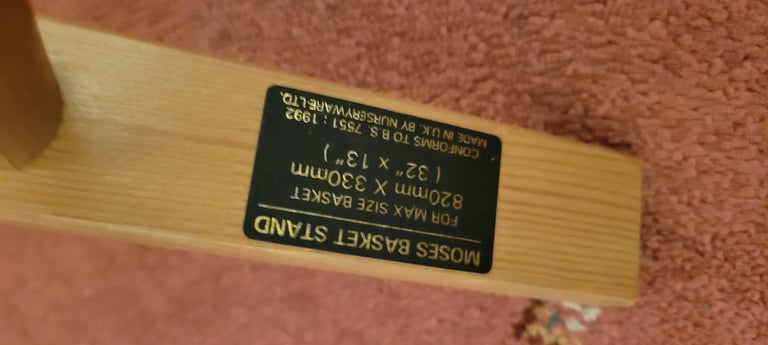 MOSES BASKET STAND
FOR MAX SIZE BASKET
820mm X 330mm
( 32" × 13" )
CONFORMS TO B.S. 7551 : 1992
MADE IN U.K. BY NURSERYWARE LTD.